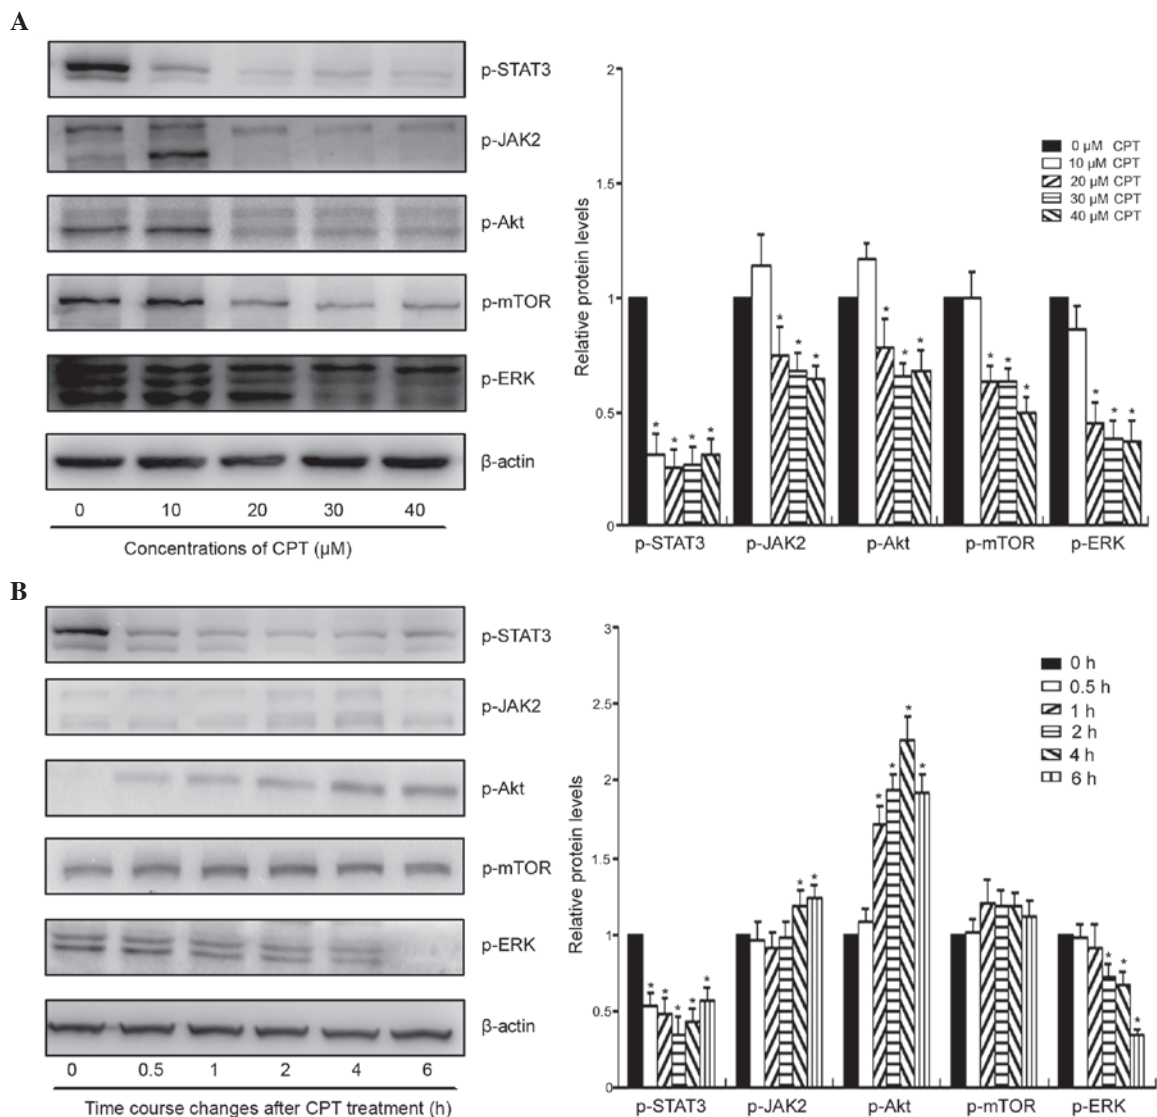 A
p-STAT3
p-JAK2
p-Akt
p-mTOR
p-ERK
β-actin
0 10 20 30 40
Concentrations of CPT (µM)
Relative protein levels
2
1.5
1
0.5
0
0 µM CPT
10 µM CPT
20 µM CPT
30 µM CPT
40 µM CPT
* * * * * * * * * * * * * * * *
p-STAT3 p-JAK2 p-Akt p-mTOR p-ERK
B
p-STAT3
p-JAK2
p-Akt
p-mTOR
p-ERK
β-actin
0 0.5 1 2 4 6
Time course changes after CPT treatment (h)
Relative protein levels
3
2.5
2
1.5
1
0.5
0
0 h
0.5 h
1 h
2 h
4 h
6 h
* * * * * * * * * * * * * *
p-STAT3 p-JAK2 p-Akt p-mTOR p-ERK